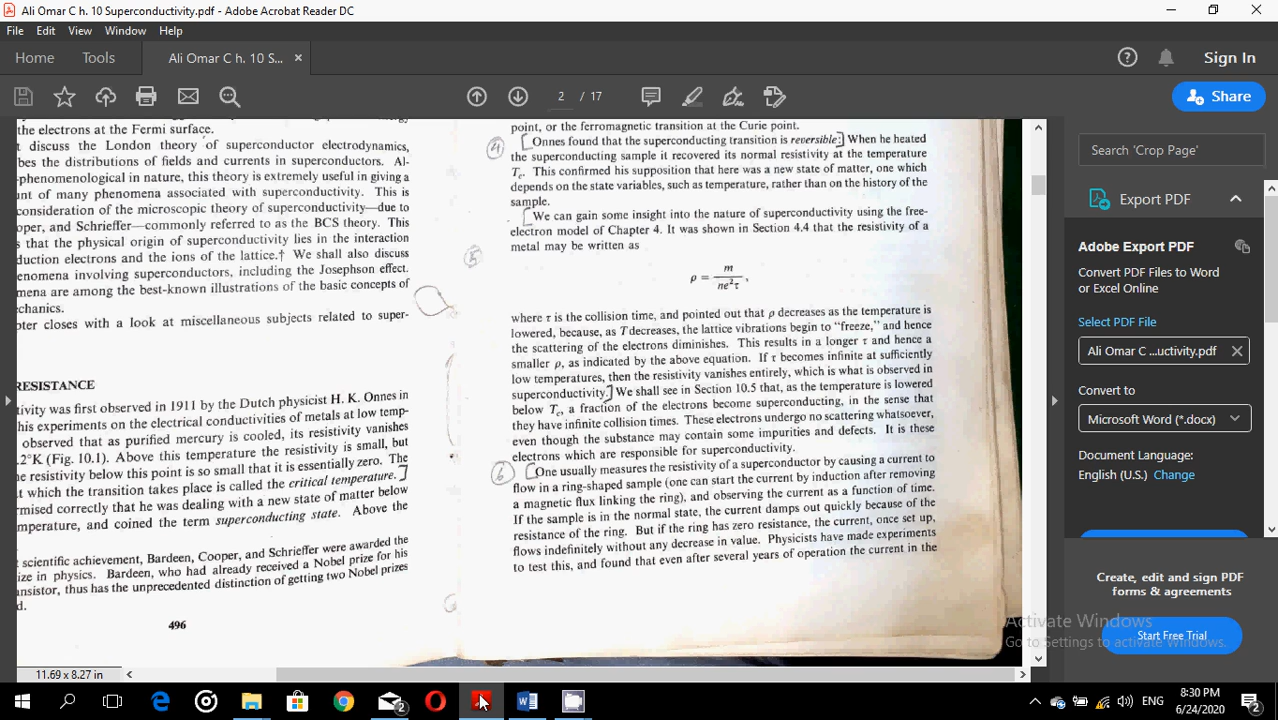 Ali Omar C h. 10 Superconductivity.pdf - Adobe Acrobat Reader DC
File Edit View Window Help
Home Tools Ali Omar C h. 10 S... × Sign In
2 / 17 Share
the electrons at the Fermi surface.
t discuss the London theory of superconductor electrodynamics,
bes the distributions of fields and currents in superconductors. Al-
-phenomenological in nature, this theory is extremely useful in giving a
unt of many phenomena associated with superconductivity. This is
consideration of the microscopic theory of superconductivity—due to
oper, and Schrieffer—commonly referred to as the BCS theory. This
s that the physical origin of superconductivity lies in the interaction
duction electrons and the ions of the lattice.† We shall also discuss
enomena involving superconductors, including the Josephson effect.
mena are among the best-known illustrations of the basic concepts of
echanics.
oter closes with a look at miscellaneous subjects related to super-
RESISTANCE
tivity was first observed in 1911 by the Dutch physicist H. K. Onnes in
his experiments on the electrical conductivities of metals at low temp-
observed that as purified mercury is cooled, its resistivity vanishes
.2°K (Fig. 10.1). Above this temperature the resistivity is small, but
he resistivity below this point is so small that it is essentially zero. The
t which the transition takes place is called the critical temperature.]
rmised correctly that he was dealing with a new state of matter below
mperature, and coined the term superconducting state. Above the
scientific achievement, Bardeen, Cooper, and Schrieffer were awarded the
ize in physics. Bardeen, who had already received a Nobel prize for his
ansistor, thus has the unprecedented distinction of getting two Nobel prizes
d.
496
point, or the ferromagnetic transition at the Curie point.
4 [Onnes found that the superconducting transition is reversible.] When he heated
the superconducting sample it recovered its normal resistivity at the temperature
Tc. This confirmed his supposition that here was a new state of matter, one which
depends on the state variables, such as temperature, rather than on the history of the
sample.
[We can gain some insight into the nature of superconductivity using the free-
5 electron model of Chapter 4. It was shown in Section 4.4 that the resistivity of a
metal may be written as
ρ = m / ne²τ ,
where τ is the collision time, and pointed out that ρ decreases as the temperature is
lowered, because, as T decreases, the lattice vibrations begin to "freeze," and hence
the scattering of the electrons diminishes. This results in a longer τ and hence a
smaller ρ, as indicated by the above equation. If τ becomes infinite at sufficiently
low temperatures, then the resistivity vanishes entirely, which is what is observed in
superconductivity.] We shall see in Section 10.5 that, as the temperature is lowered
below Tc, a fraction of the electrons become superconducting, in the sense that
they have infinite collision times. These electrons undergo no scattering whatsoever,
even though the substance may contain some impurities and defects. It is these
electrons which are responsible for superconductivity.
6 [One usually measures the resistivity of a superconductor by causing a current to
flow in a ring-shaped sample (one can start the current by induction after removing
a magnetic flux linking the ring), and observing the current as a function of time.
If the sample is in the normal state, the current damps out quickly because of the
resistance of the ring. But if the ring has zero resistance, the current, once set up,
flows indefinitely without any decrease in value. Physicists have made experiments
to test this, and found that even after several years of operation the current in the
11.69 x 8.27 in
Search 'Crop Page'
Export PDF
Adobe Export PDF
Convert PDF Files to Word
or Excel Online
Select PDF File
Ali Omar C ...uctivity.pdf ×
Convert to
Microsoft Word (*.docx)
Document Language:
English (U.S.) Change
Create, edit and sign PDF
forms & agreements
Start Free Trial
Activate Windows
Go to Settings to activate Windows.
2
ENG
8:30 PM
6/24/2020
2